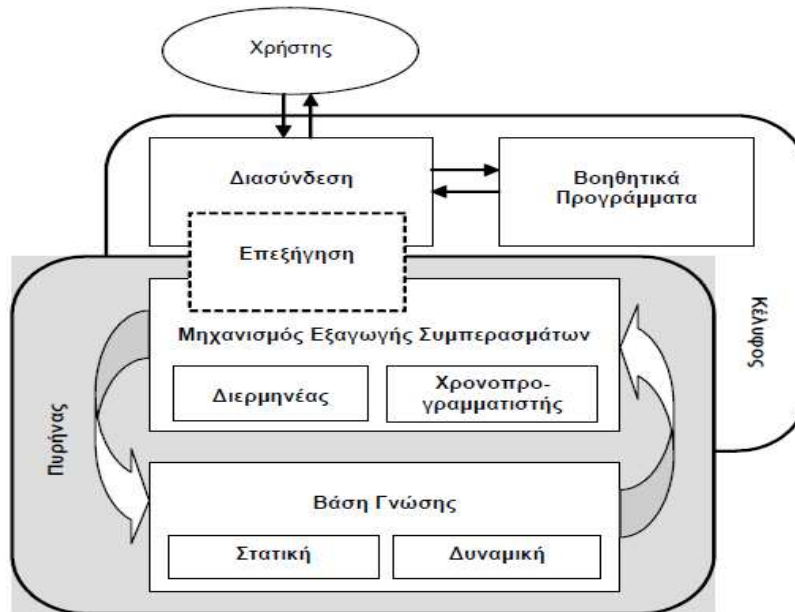 Χρήστης
Διασύνδεση
Βοηθητικά
Προγράμματα
Επεξήγηση
Κέλυφος
Μηχανισμός Εξαγωγής Συμπερασμάτων
Διερμηνέας
Χρονοπρο-
γραμματιστής
Πυρήνας
Βάση Γνώσης
Στατική
Δυναμική